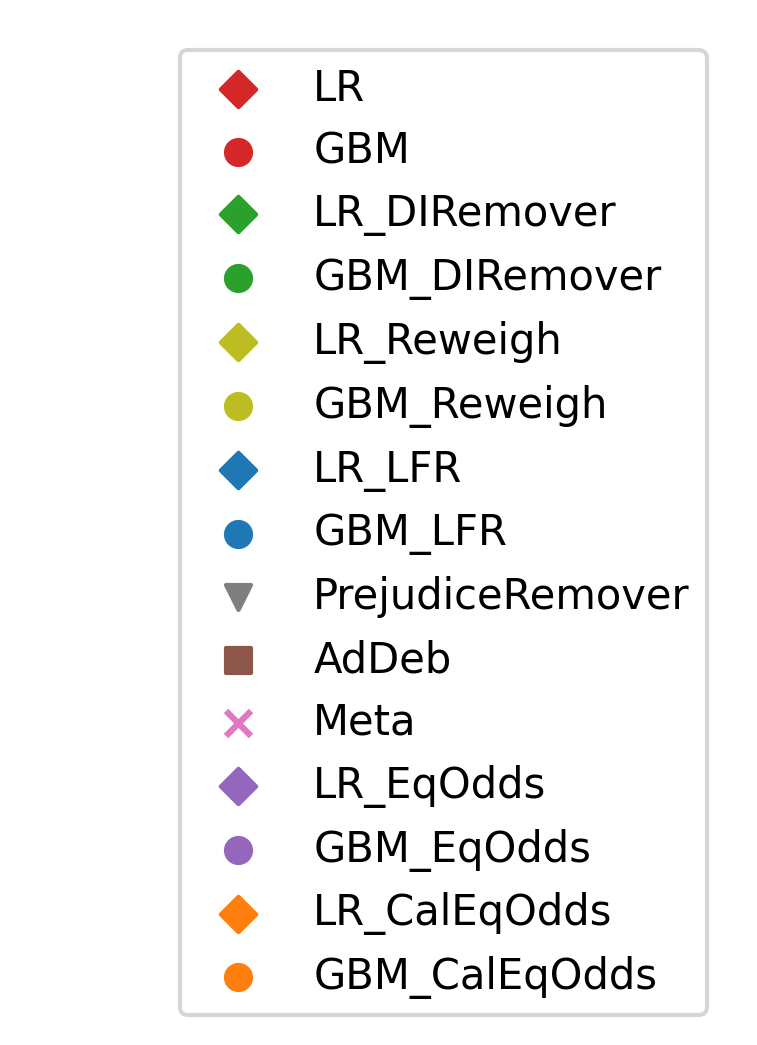 LR
GBM
LR_DIRemover
GBM_DIRemover
LR_Reweigh
GBM_Reweigh
LR_LFR
GBM_LFR
PrejudiceRemover
AdDeb
Meta
LR_EqOdds
GBM_EqOdds
LR_CalEqOdds
GBM_CalEqOdds